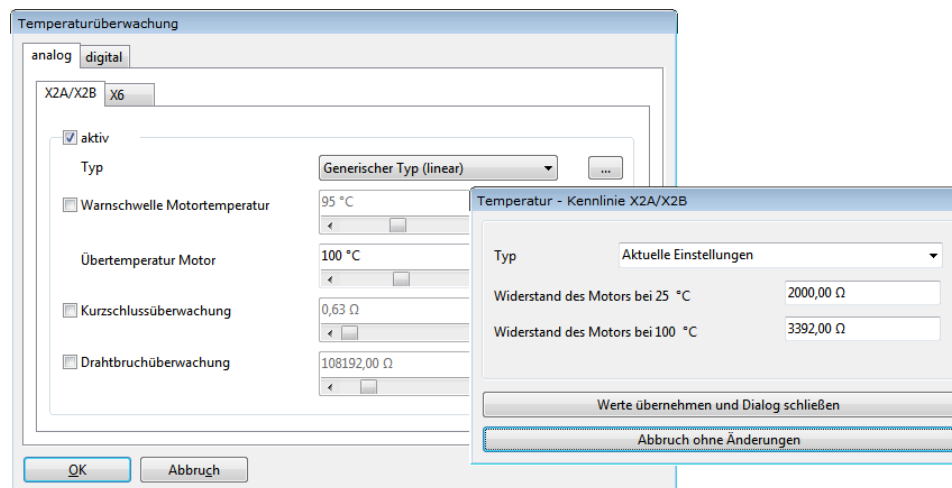 Temperaturüberwachung
analog digital
X2A/X2B X6
aktiv
Typ Generischer Typ (linear) ...
Warnschwelle Motortemperatur 95 °C
Übertemperatur Motor 100 °C
Kurzschlussüberwachung 0,63 Ω
Drahtbruchüberwachung 108192,00 Ω
OK Abbruch
Temperatur - Kennlinie X2A/X2B
Typ Aktuelle Einstellungen
Widerstand des Motors bei 25 °C 2000,00 Ω
Widerstand des Motors bei 100 °C 3392,00 Ω
Werte übernehmen und Dialog schließen
Abbruch ohne Änderungen